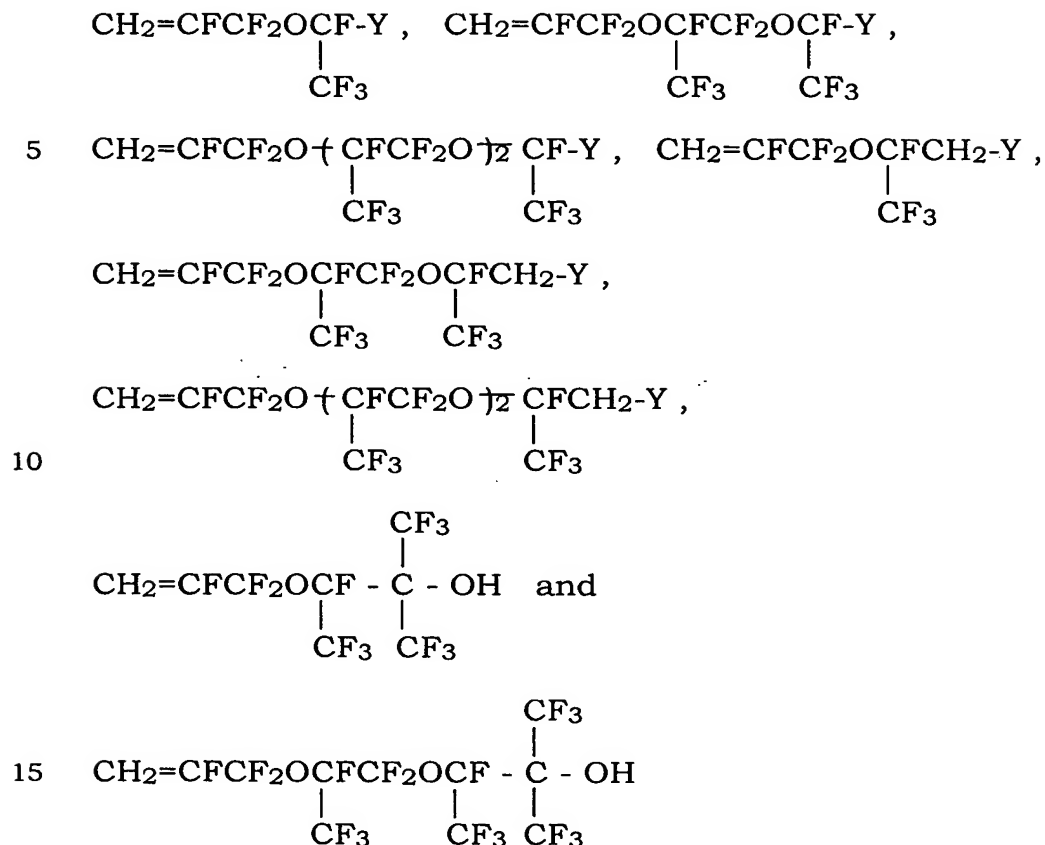 CH2=CFCF2OCF-Y , CH2=CFCF2OCFCF2OCF-Y ,
CF3 CF3 CF3
5 CH2=CFCF2O-(CFCF2O)2 CF-Y , CH2=CFCF2OCFCH2-Y ,
CF3 CF3 CF3
CH2=CFCF2OCFCF2OCFCH2-Y ,
CF3 CF3
CH2=CFCF2O-(CFCF2O)2 CFCH2-Y ,
10 CF3 CF3
CF3
CH2=CFCF2OCF - C - OH and
CF3 CF3
CF3
15 CH2=CFCF2OCFCF2OCF - C - OH
CF3 CF3 CF3